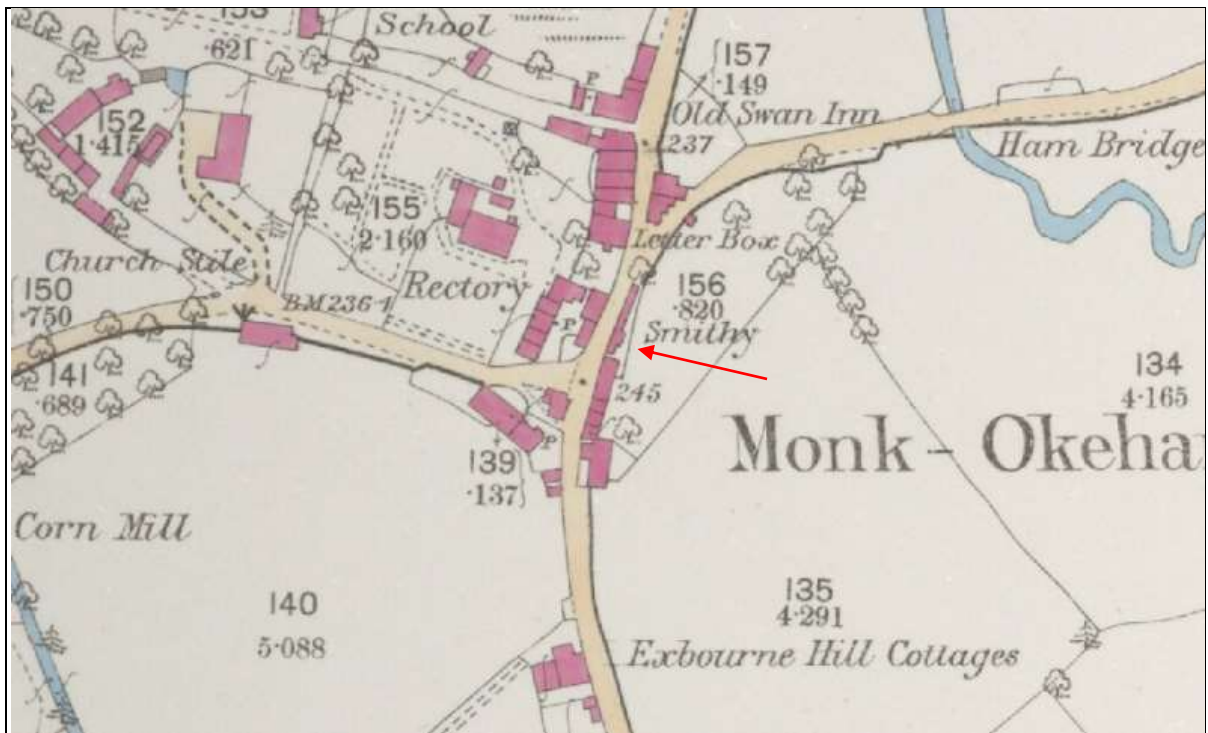 153
School
·621
157
·149
Old Swan Inn
P
237
Ham Bridge
152
1·415
155
2·160
Letter Box
Church Stile
Rectory
150
·750
B.M. 236·4
156
·820
P
Smithy
141
·689
134
4·165
245
Monk - Okeha
139
·137
P
Corn Mill
140
5·088
135
4·291
Exbourne Hill Cottages